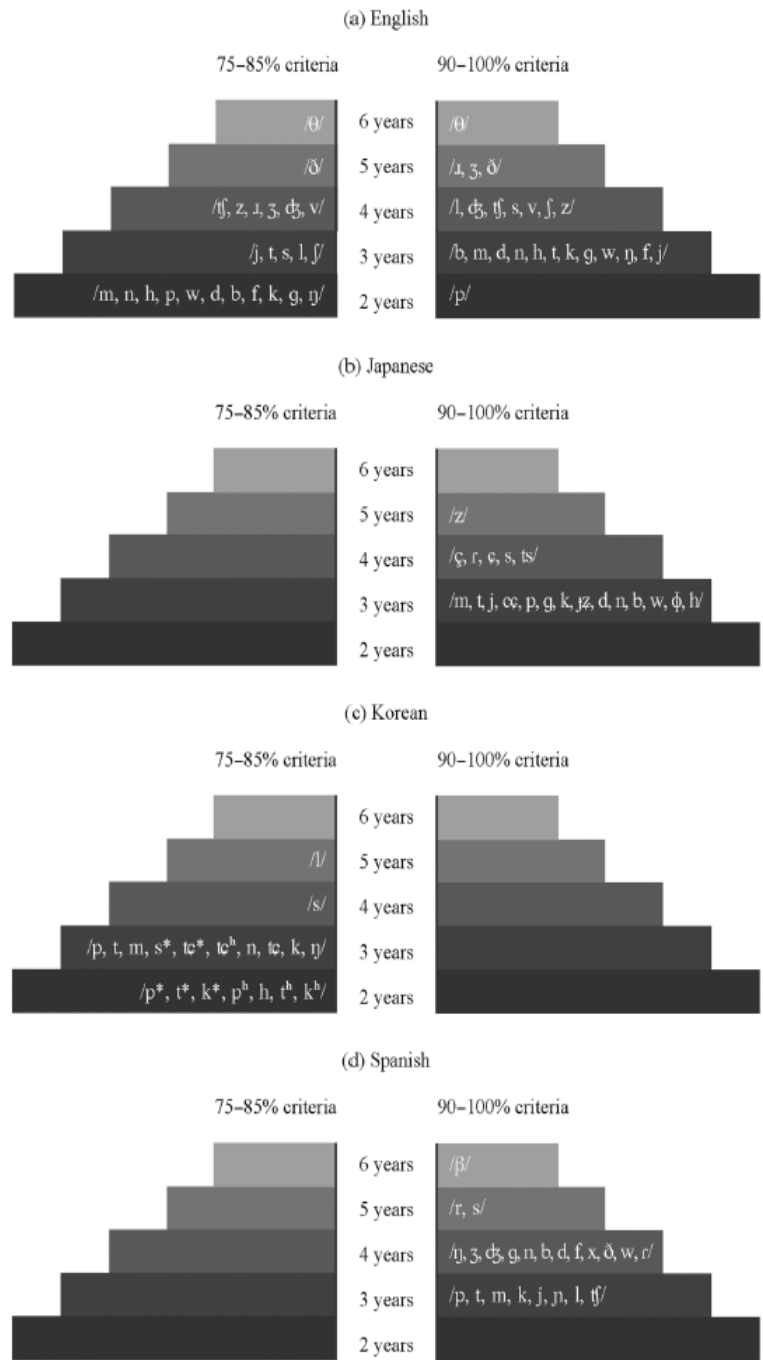 (a) English
75–85% criteria 90–100% criteria
/θ/ 6 years /θ/
/ð/ 5 years /ɹ, ʒ, ð/
/ʧ, z, ɹ, ʒ, ʤ, v/ 4 years /l, ʤ, ʧ, s, v, ʃ, z/
/j, t, s, l, ʃ/ 3 years /b, m, d, n, h, t, k, ɡ, w, ŋ, f, j/
/m, n, h, p, w, d, b, f, k, ɡ, ŋ/ 2 years /p/
(b) Japanese
75–85% criteria 90–100% criteria
6 years
5 years /z/
4 years /ç, ɾ, ɕ, s, ts/
3 years /m, t, j, cɕ, p, ɡ, k, ɟʑ, d, n, b, w, ɸ, h/
2 years
(c) Korean
75–85% criteria 90–100% criteria
6 years
/l/ 5 years
/s/ 4 years
/p, t, m, s*, tɕ*, tɕʰ, n, tɕ, k, ŋ/ 3 years
/p*, t*, k*, pʰ, h, tʰ, kʰ/ 2 years
(d) Spanish
75–85% criteria 90–100% criteria
6 years /β/
5 years /r, s/
4 years /ŋ, ʒ, ʤ, ɡ, n, b, d, f, x, ð, w, ɾ/
3 years /p, t, m, k, j, ɲ, l, ʧ/
2 years